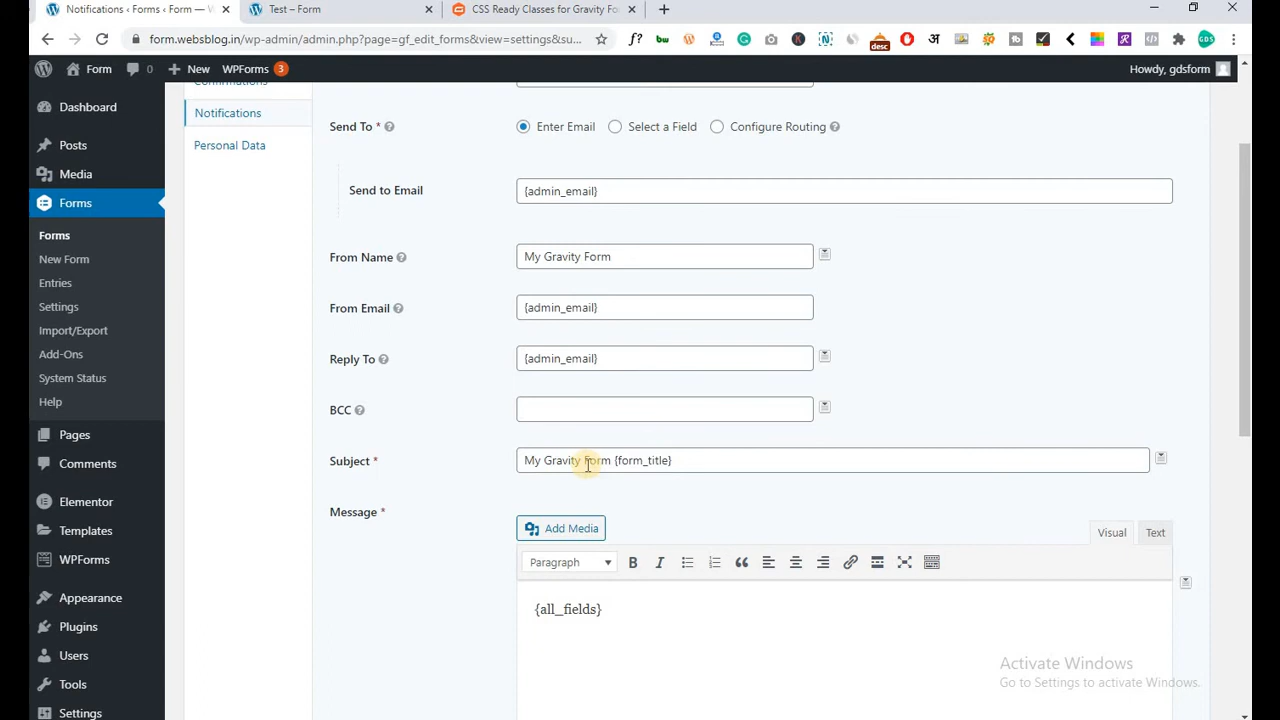 Notifications ‹ Forms ‹ Form — 
Test – Form
CSS Ready Classes for Gravity Fo
form.websblog.in/wp-admin/admin.php?page=gf_edit_forms&view=settings&su...
f?
bw
desc
अ
GDS
Form
0
New
WPForms 3
Howdy, gdsform
Dashboard
Posts
Media
Forms
Forms
New Form
Entries
Settings
Import/Export
Add-Ons
System Status
Help
Pages
Comments
Elementor
Templates
WPForms
Appearance
Plugins
Users
Tools
Settings
Confirmations
Notifications
Personal Data
Send To *
Enter Email
Select a Field
Configure Routing
Send to Email
{admin_email}
From Name
My Gravity Form
From Email
{admin_email}
Reply To
{admin_email}
BCC
Subject *
My Gravity Form {form_title}
Message *
Add Media
Visual
Text
Paragraph
B
I
{all_fields}
Activate Windows
Go to Settings to activate Windows.